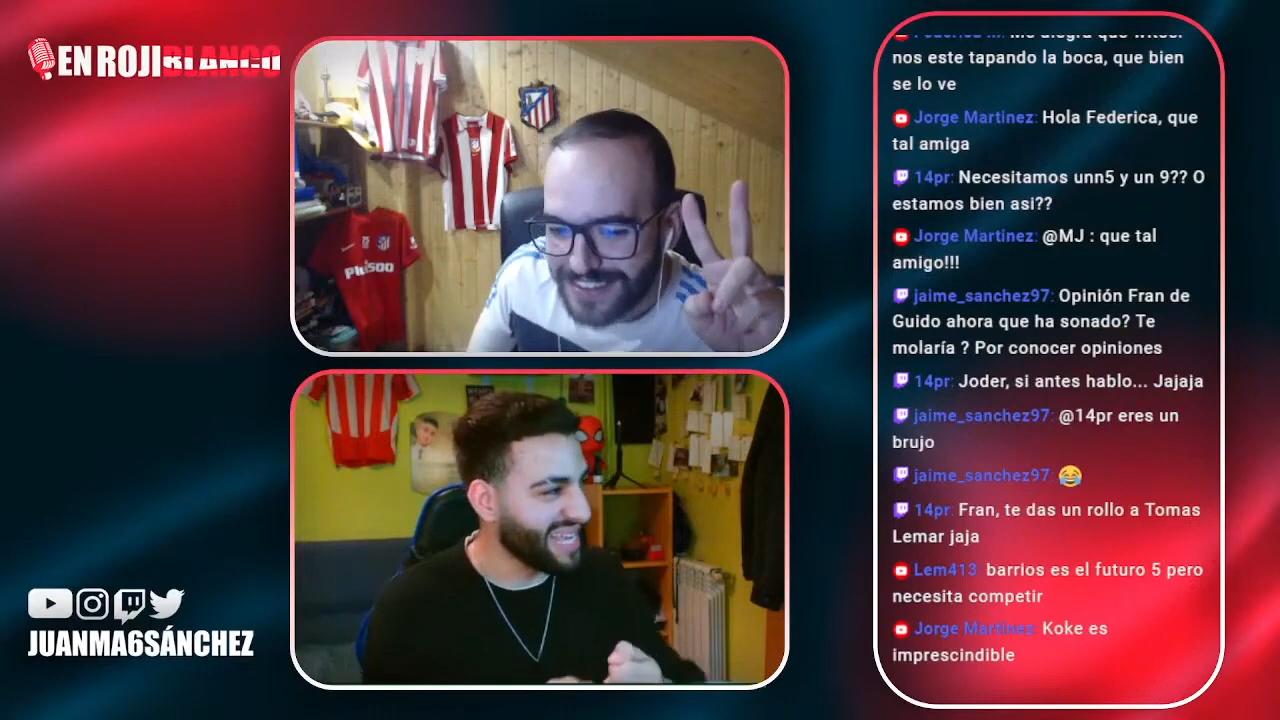 EN ROJIBLANCO
JUANMA6SÁNCHEZ
Plus500
nos este tapando la boca, que bien
se lo ve
Jorge Martinez: Hola Federica, que
tal amiga
14pr: Necesitamos unn5 y un 9?? O
estamos bien asi??
Jorge Martinez: @MJ : que tal
amigo!!!
jaime_sanchez97: Opinión Fran de
Guido ahora que ha sonado? Te
molaría ? Por conocer opiniones
14pr: Joder, si antes hablo... Jajaja
jaime_sanchez97: @14pr eres un
brujo
jaime_sanchez97: 😂
14pr: Fran, te das un rollo a Tomas
Lemar jaja
Lem413: barrios es el futuro 5 pero
necesita competir
Jorge Martinez: Koke es
imprescindible